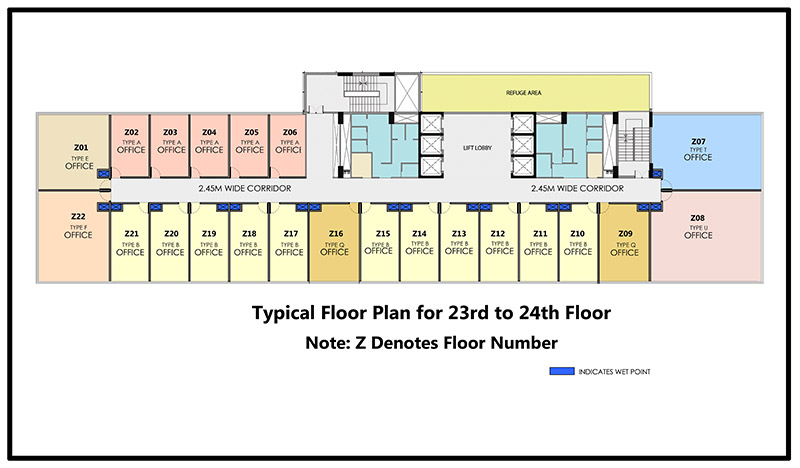 REFUGE AREA
Z01
TYPE E
OFFICE
Z02
TYPE A
OFFICE
Z03
TYPE A
OFFICE
Z04
TYPE A
OFFICE
Z05
TYPE A
OFFICE
Z06
TYPE A
OFFICE
LIFT LOBBY
Z07
TYPE T
OFFICE
2.45M WIDE CORRIDOR
2.45M WIDE CORRIDOR
Z22
TYPE F
OFFICE
Z21
TYPE B
OFFICE
Z20
TYPE B
OFFICE
Z19
TYPE B
OFFICE
Z18
TYPE B
OFFICE
Z17
TYPE B
OFFICE
Z16
TYPE Q
OFFICE
Z15
TYPE B
OFFICE
Z14
TYPE B
OFFICE
Z13
TYPE B
OFFICE
Z12
TYPE B
OFFICE
Z11
TYPE B
OFFICE
Z10
TYPE B
OFFICE
Z09
TYPE Q
OFFICE
Z08
TYPE U
OFFICE
Typical Floor Plan for 23rd to 24th Floor
Note: Z Denotes Floor Number
INDICATES WET POINT